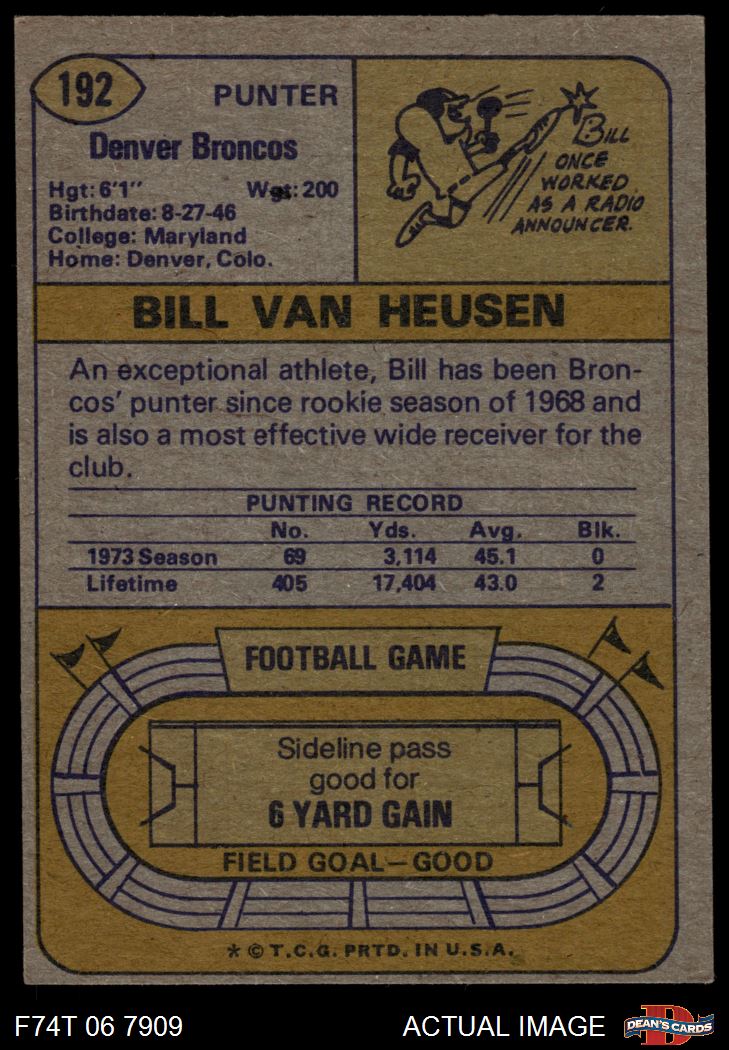 192
PUNTER
Denver Broncos
Hgt: 6'1"
Wgt: 200
Birthdate: 8-27-46
College: Maryland
Home: Denver, Colo.
BILL
ONCE
WORKED
AS A RADIO
ANNOUNCER.
BILL VAN HEUSEN
An exceptional athlete, Bill has been Bron-
cos' punter since rookie season of 1968 and
is also a most effective wide receiver for the
club.
PUNTING RECORD
No. Yds. Avg. Blk.
1973 Season 69 3,114 45.1 0
Lifetime 405 17,404 43.0 2
FOOTBALL GAME
Sideline pass
good for
6 YARD GAIN
FIELD GOAL—GOOD
* © T.C.G. PRTD. IN U.S.A.
F74T 06 7909
ACTUAL IMAGE
D
DEAN'S CARDS